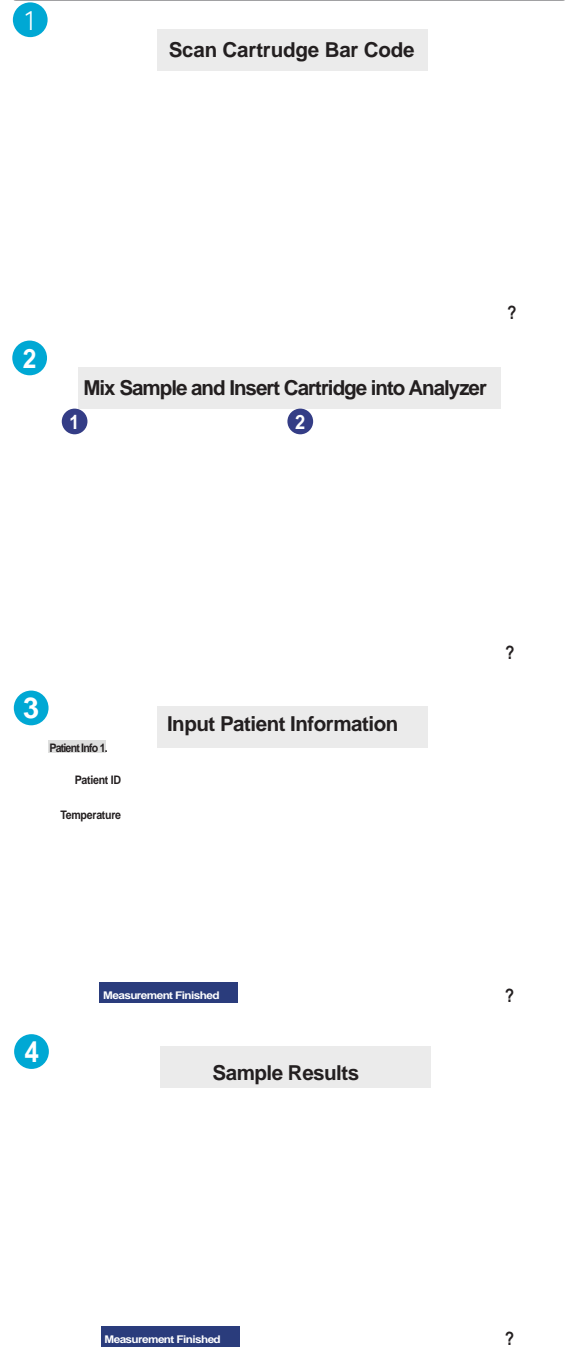 1
Scan Cartrudge Bar Code
?
2
Mix Sample and Insert Cartridge into Analyzer
1 2
?
3
Input Patient Information
Patient Info 1.
Patient ID
Temperature
Measurement Finished ?
4
Sample Results
Measurement Finished ?